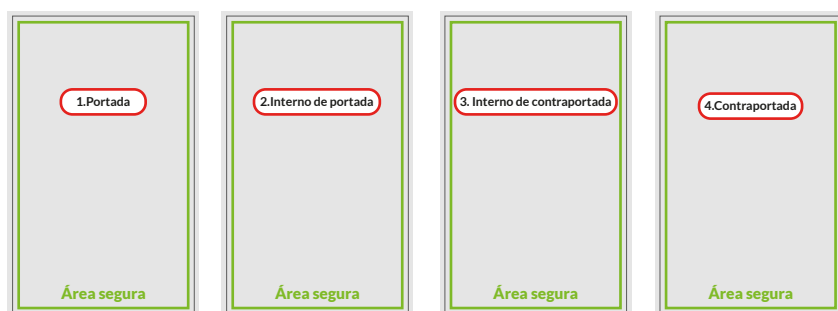 1.Portada
2.Interno de portada
3. Interno de contraportada
4.Contraportada
Área segura
Área segura
Área segura
Área segura